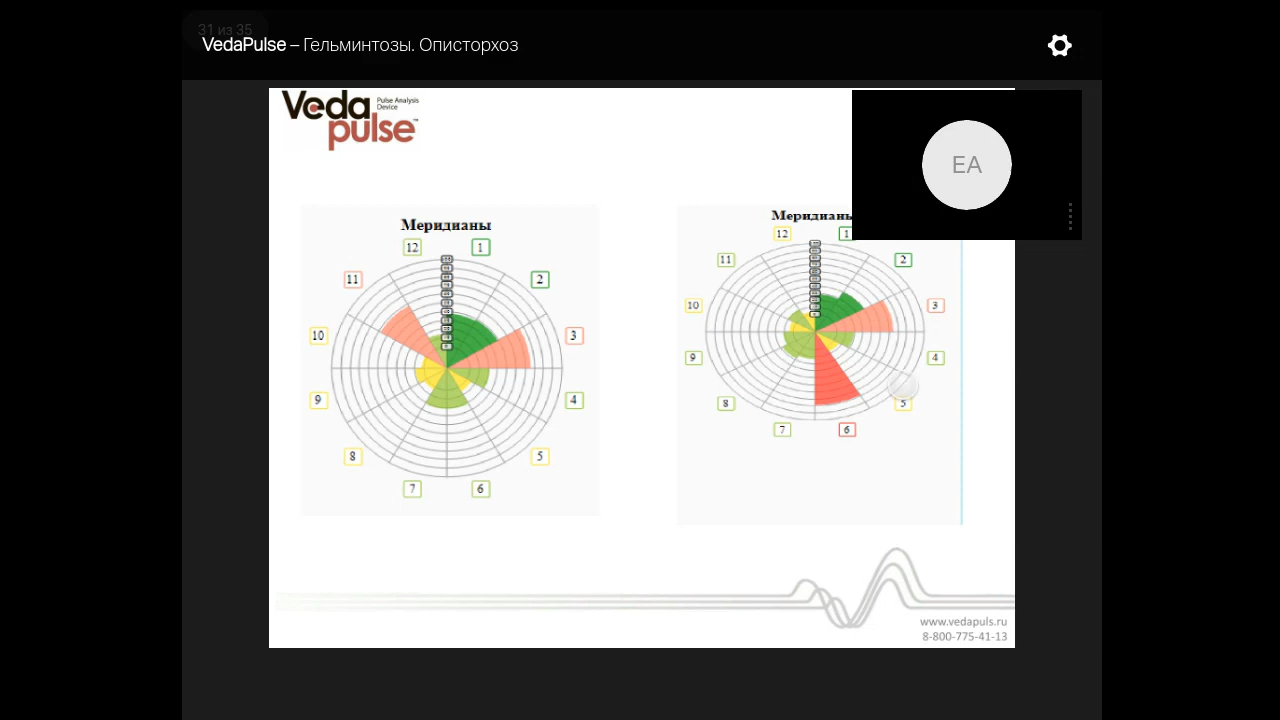 31 из 35
VedaPulse – Гельминтозы. Описторхоз
Veda
Pulse Analysis
Device
pulse™
EA
Меридианы
12 1
11 2
10 3
9 4
8 5
7 6
Меридианы
12 1
11 2
10 3
9 4
8 5
7 6
www.vedapuls.ru
8-800-775-41-13